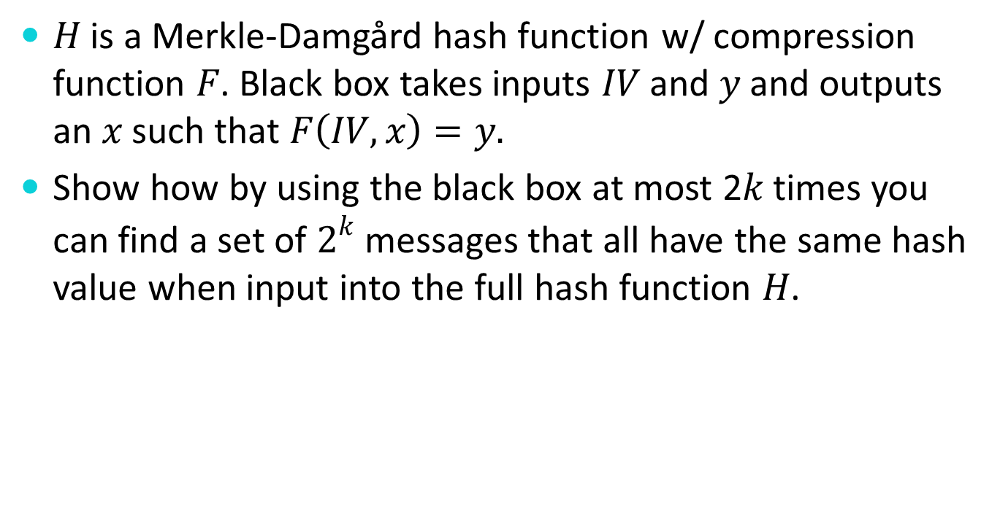 • H is a Merkle-Damgård hash function w/ compression
function F. Black box takes inputs IV and y and outputs
an x such that F(IV, x) = y.
• Show how by using the black box at most 2k times you
can find a set of 2^k messages that all have the same hash
value when input into the full hash function H.